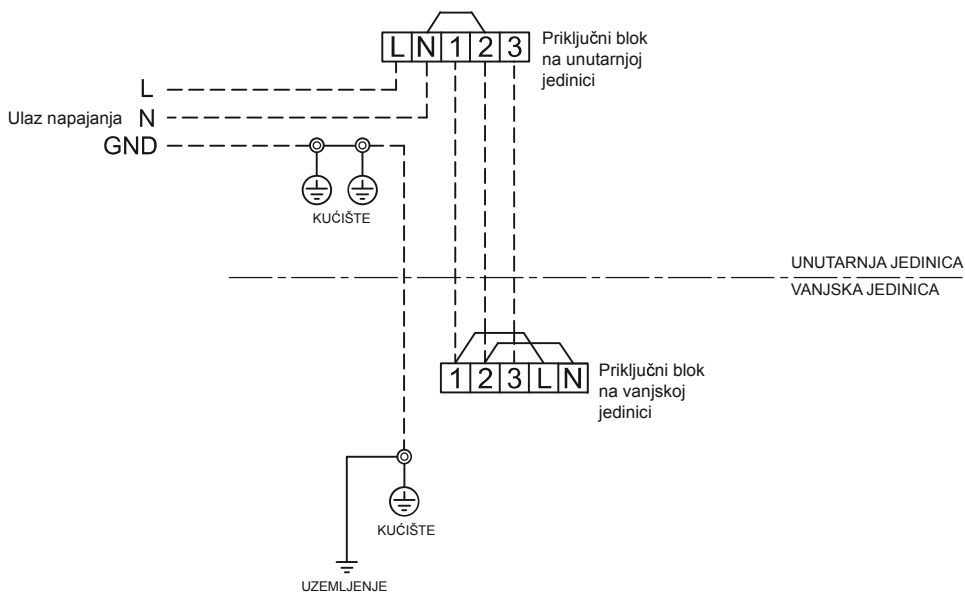 L N 1 2 3
Priključni blok
na unutarnjoj
jedinici
L
Ulaz napajanja N
GND
KUĆIŠTE
UNUTARNJA JEDINICA
VANJSKA JEDINICA
1 2 3 L N
Priključni blok
na vanjskoj
jedinici
KUĆIŠTE
UZEMLJENJE